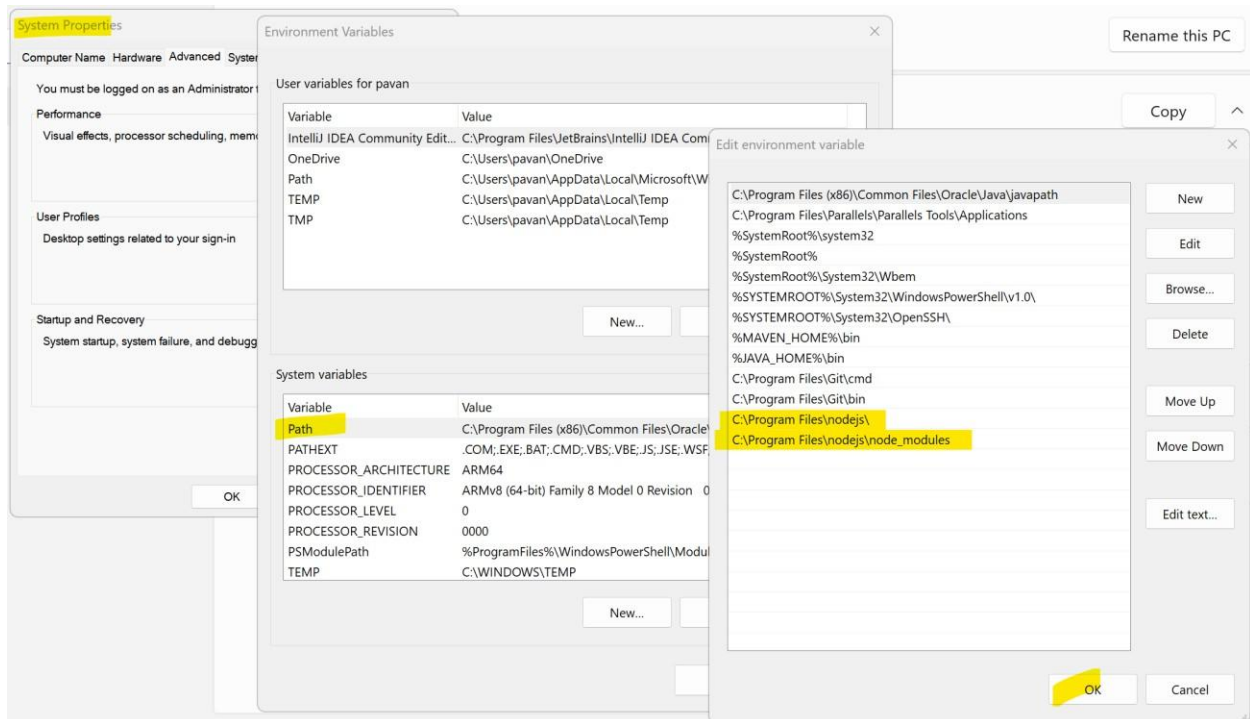 System Properties
Computer Name Hardware Advanced System
You must be logged on as an Administrator
Performance
Visual effects, processor scheduling, memo
User Profiles
Desktop settings related to your sign-in
Startup and Recovery
System startup, system failure, and debugg
OK
Environment Variables
User variables for pavan
Variable Value
IntelliJ IDEA Community Edit... C:\Program Files\JetBrains\IntelliJ IDEA Com
OneDrive C:\Users\pavan\OneDrive
Path C:\Users\pavan\AppData\Local\Microsoft\W
TEMP C:\Users\pavan\AppData\Local\Temp
TMP C:\Users\pavan\AppData\Local\Temp
New...
System variables
Variable Value
Path C:\Program Files (x86)\Common Files\Oracle\
PATHEXT .COM;.EXE;.BAT;.CMD;.VBS;.VBE;.JS;.JSE;.WSF;
PROCESSOR_ARCHITECTURE ARM64
PROCESSOR_IDENTIFIER ARMv8 (64-bit) Family 8 Model 0 Revision 0
PROCESSOR_LEVEL 0
PROCESSOR_REVISION 0000
PSModulePath %ProgramFiles%\WindowsPowerShell\Modul
TEMP C:\WINDOWS\TEMP
New...
Rename this PC
Copy
Edit environment variable
C:\Program Files (x86)\Common Files\Oracle\Java\javapath
C:\Program Files\Parallels\Parallels Tools\Applications
%SystemRoot%\system32
%SystemRoot%
%SystemRoot%\System32\Wbem
%SYSTEMROOT%\System32\WindowsPowerShell\v1.0\
%SYSTEMROOT%\System32\OpenSSH\
%MAVEN_HOME%\bin
%JAVA_HOME%\bin
C:\Program Files\Git\cmd
C:\Program Files\Git\bin
C:\Program Files\nodejs\
C:\Program Files\nodejs\node_modules
New
Edit
Browse...
Delete
Move Up
Move Down
Edit text...
OK
Cancel